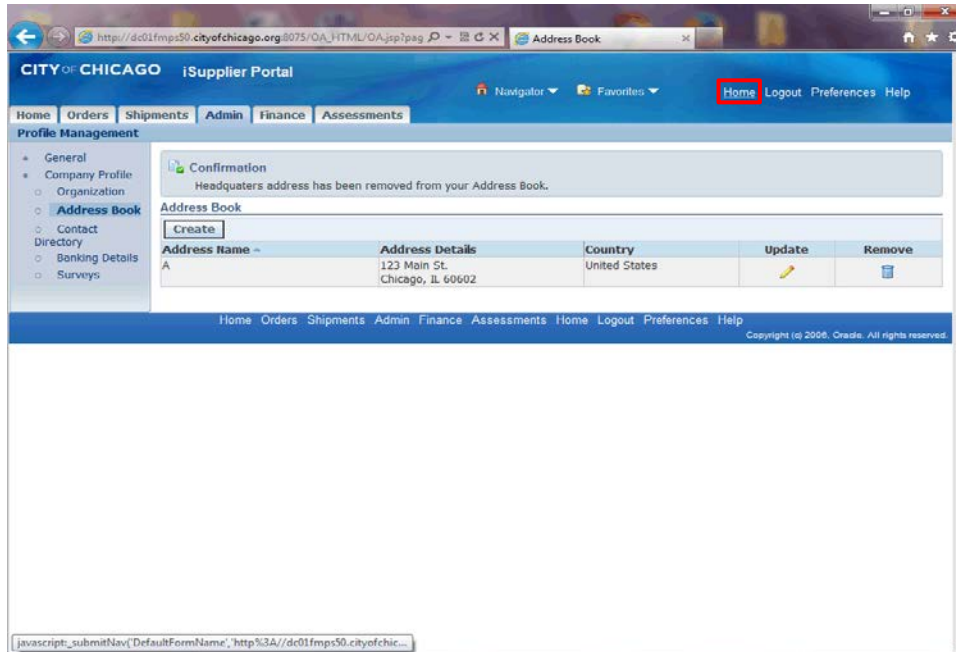 http://dc01fmps50.cityofchicago.org:8075/OA_HTML/OA.jsp?pag
Address Book
CITY OF CHICAGO iSupplier Portal
Navigator Favorites Home Logout Preferences Help
Home Orders Shipments Admin Finance Assessments
Profile Management
General
Company Profile
Organization
Address Book
Contact
Directory
Banking Details
Surveys
Confirmation
Headquaters address has been removed from your Address Book.
Address Book
Create
Address Name Address Details Country Update Remove
A 123 Main St. United States
Chicago, IL 60602
Home Orders Shipments Admin Finance Assessments Home Logout Preferences Help
Copyright (c) 2006, Oracle. All rights reserved.
javascript:_submitNav('DefaultFormName','http%3A//dc01fmps50.cityofchic...